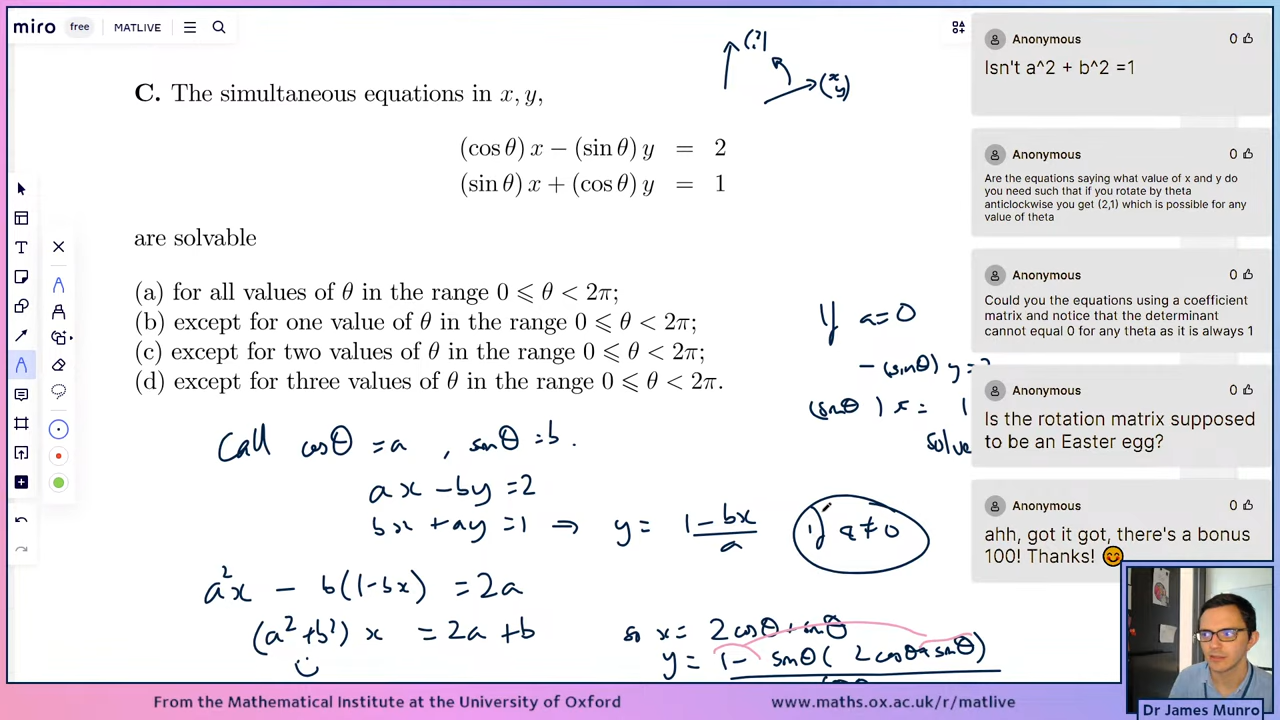 miro free MATLIVE
C. The simultaneous equations in x, y,
(cos θ) x − (sin θ) y = 2
(sin θ) x + (cos θ) y = 1
are solvable
(a) for all values of θ in the range 0 ⩽ θ < 2π;
(b) except for one value of θ in the range 0 ⩽ θ < 2π;
(c) except for two values of θ in the range 0 ⩽ θ < 2π;
(d) except for three values of θ in the range 0 ⩽ θ < 2π.
(?)
(x
y)
Call cosθ = a , sinθ = b .
ax − by = 2
bx + ay = 1 ⇒ y = (1 − bx)/a
if a ≠ 0
a²x − b(1−bx) = 2a
(a²+b²) x = 2a + b
If a = 0
−(sinθ) y =
(sinθ) x = 1
solve
so x = 2cosθ + sinθ
y = 1 − sinθ( 2cosθ + sinθ)
Anonymous 0
Isn't a^2 + b^2 =1
Anonymous 0
Are the equations saying what value of x and y do
you need such that if you rotate by theta
anticlockwise you get (2,1) which is possible for any
value of theta
Anonymous 0
Could you the equations using a coefficient
matrix and notice that the determinant
cannot equal 0 for any theta as it is always 1
Anonymous 0
Is the rotation matrix supposed
to be an Easter egg?
Anonymous 0
ahh, got it got, there's a bonus
100! Thanks! 😊
From the Mathematical Institute at the University of Oxford
www.maths.ox.ac.uk/r/matlive
Dr James Munro